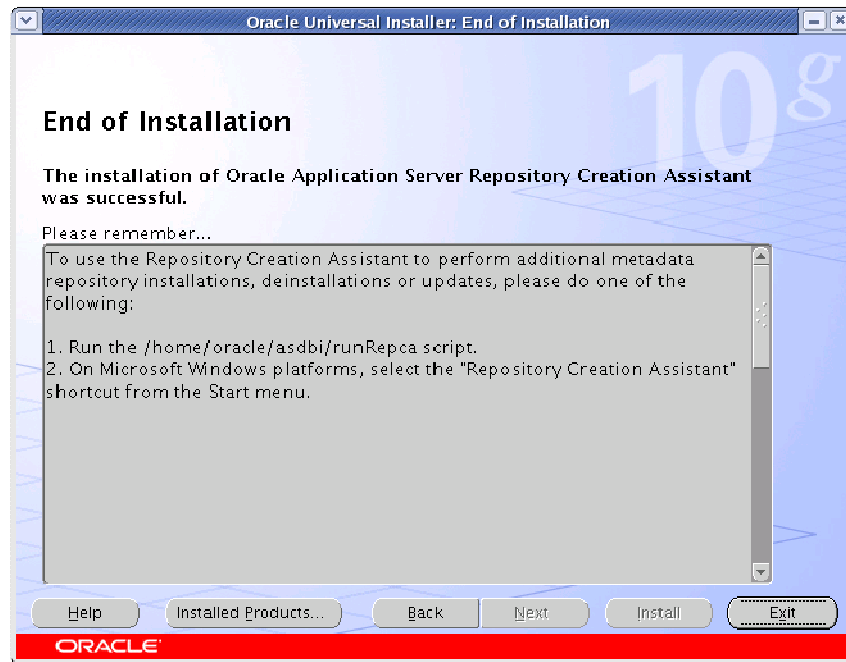 Oracle Universal Installer: End of Installation
10g
End of Installation
The installation of Oracle Application Server Repository Creation Assistant
was successful.
Please remember...
To use the Repository Creation Assistant to perform additional metadata
repository installations, deinstallations or updates, please do one of the
following:
1. Run the /home/oracle/asdbi/runRepca script.
2. On Microsoft Windows platforms, select the "Repository Creation Assistant"
shortcut from the Start menu.
Help Installed Products... Back Next Install Exit
ORACLE